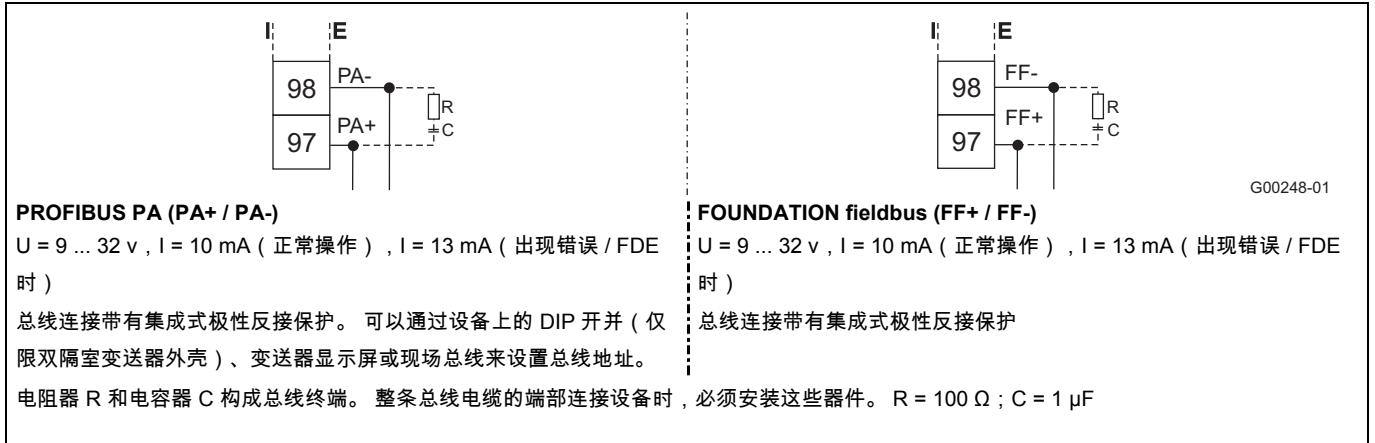 I E
98 PA-
R
97 PA+ C
I E
98 FF-
R
97 FF+ C
G00248-01
PROFIBUS PA (PA+ / PA-)
U = 9 ... 32 v , I = 10 mA ( 正常操作 ) , I = 13 mA ( 出现错误 / FDE
时 )
总线连接带有集成式极性反接保护。 可以通过设备上的 DIP 开并 ( 仅
限双隔室变送器外壳 ) 、变送器显示屏或现场总线来设置总线地址。
FOUNDATION fieldbus (FF+ / FF-)
U = 9 ... 32 v , I = 10 mA ( 正常操作 ) , I = 13 mA ( 出现错误 / FDE
时 )
总线连接带有集成式极性反接保护
电阻器 R 和电容器 C 构成总线终端。 整条总线电缆的端部连接设备时 , 必须安装这些器件。 R = 100 Ω ; C = 1 µF